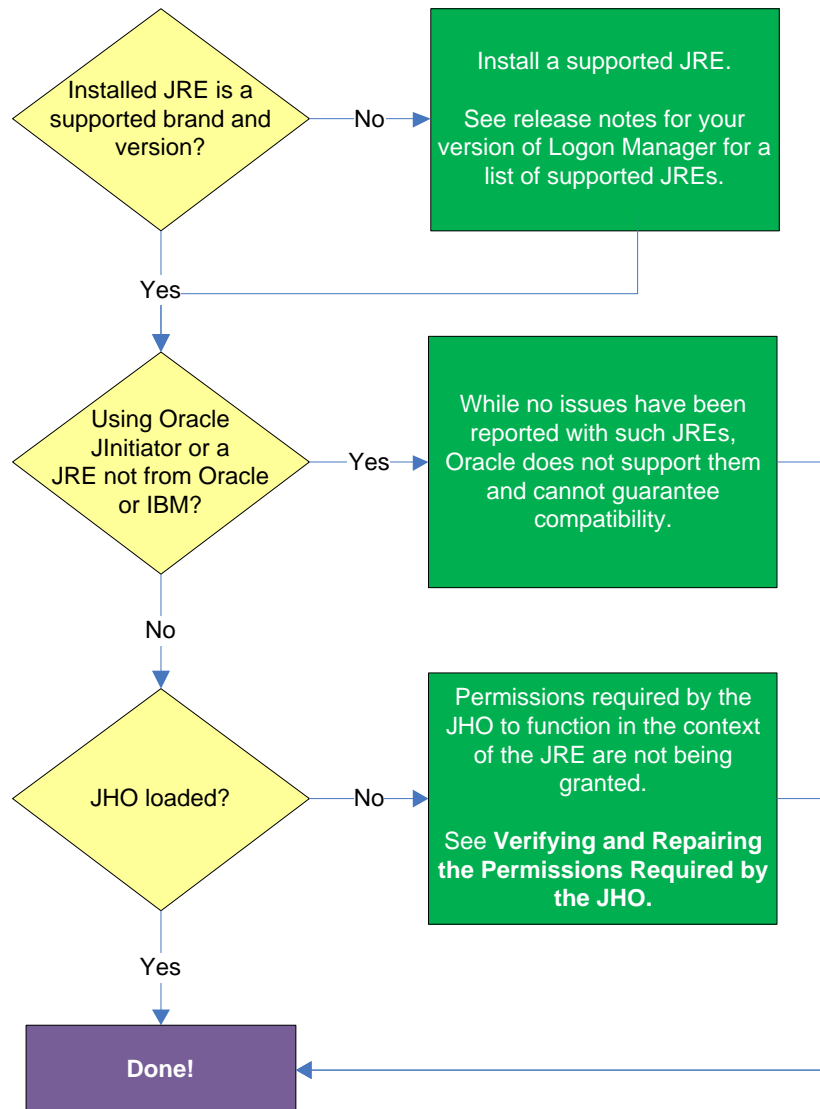 Installed JRE is a
supported brand and
version?
No
Install a supported JRE.
See release notes for your
version of Logon Manager for a
list of supported JREs.
Yes
Using Oracle
JInitiator or a
JRE not from Oracle
or IBM?
Yes
While no issues have been
reported with such JREs,
Oracle does not support them
and cannot guarantee
compatibility.
No
JHO loaded?
No
Permissions required by the
JHO to function in the context
of the JRE are not being
granted.
See Verifying and Repairing
the Permissions Required by
the JHO.
Yes
Done!